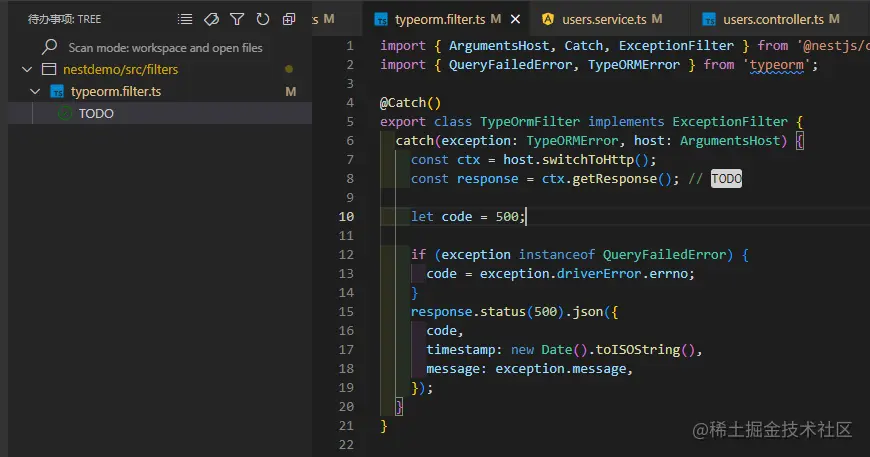 待办事项: TREE
Scan mode: workspace and open files
nestdemo/src/filters
TS typeorm.filter.ts M
TODO
.ts M
TS typeorm.filter.ts M
users.service.ts M
TS users.controller.ts M
1 import { ArgumentsHost, Catch, ExceptionFilter } from '@nestjs/c
2 import { QueryFailedError, TypeORMError } from 'typeorm';
3
4 @Catch()
5 export class TypeOrmFilter implements ExceptionFilter {
6 catch(exception: TypeORMError, host: ArgumentsHost) {
7 const ctx = host.switchToHttp();
8 const response = ctx.getResponse(); // TODO
9
10 let code = 500;
11
12 if (exception instanceof QueryFailedError) {
13 code = exception.driverError.errno;
14 }
15 response.status(500).json({
16 code,
17 timestamp: new Date().toISOString(),
18 message: exception.message,
19 });
20 }
21 }
22
@稀土掘金技术社区